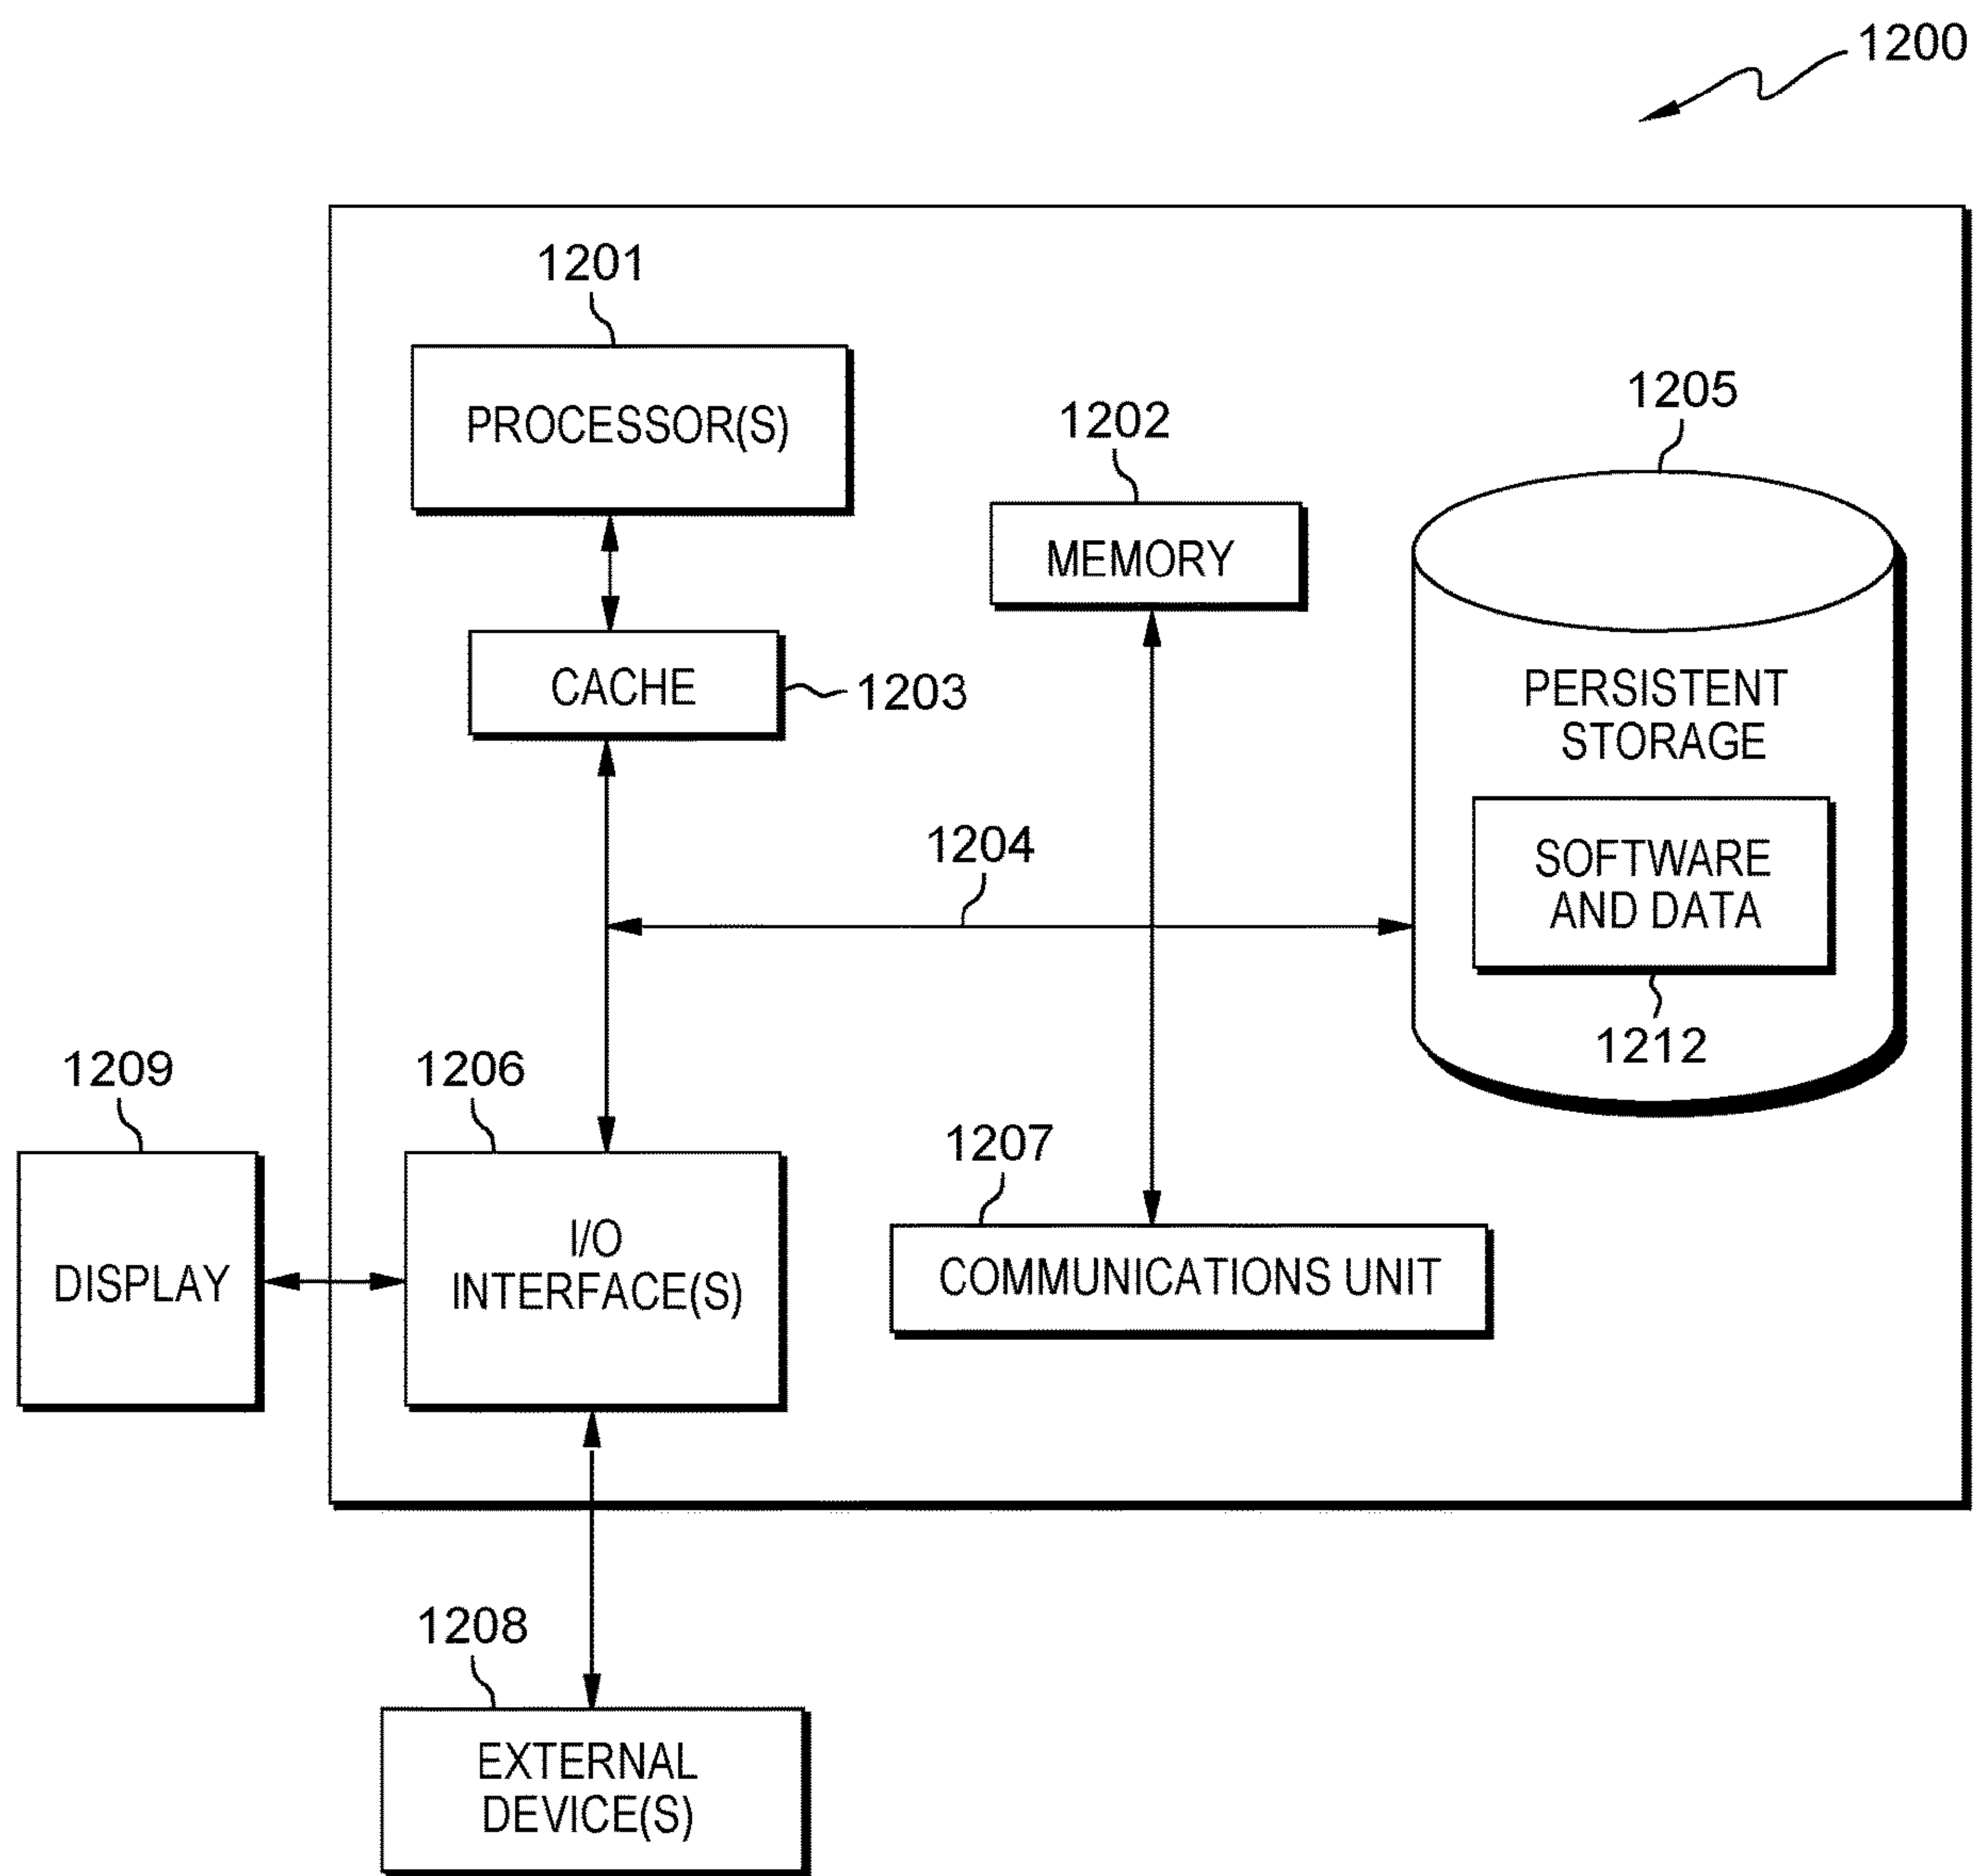 1200
1201
PROCESSOR(S)
1202
MEMORY
1205
PERSISTENT
STORAGE
CACHE
1203
1204
SOFTWARE
AND DATA
1212
1209
DISPLAY
1206
I/O
INTERFACE(S)
1207
COMMUNICATIONS UNIT
1208
EXTERNAL
DEVICE(S)